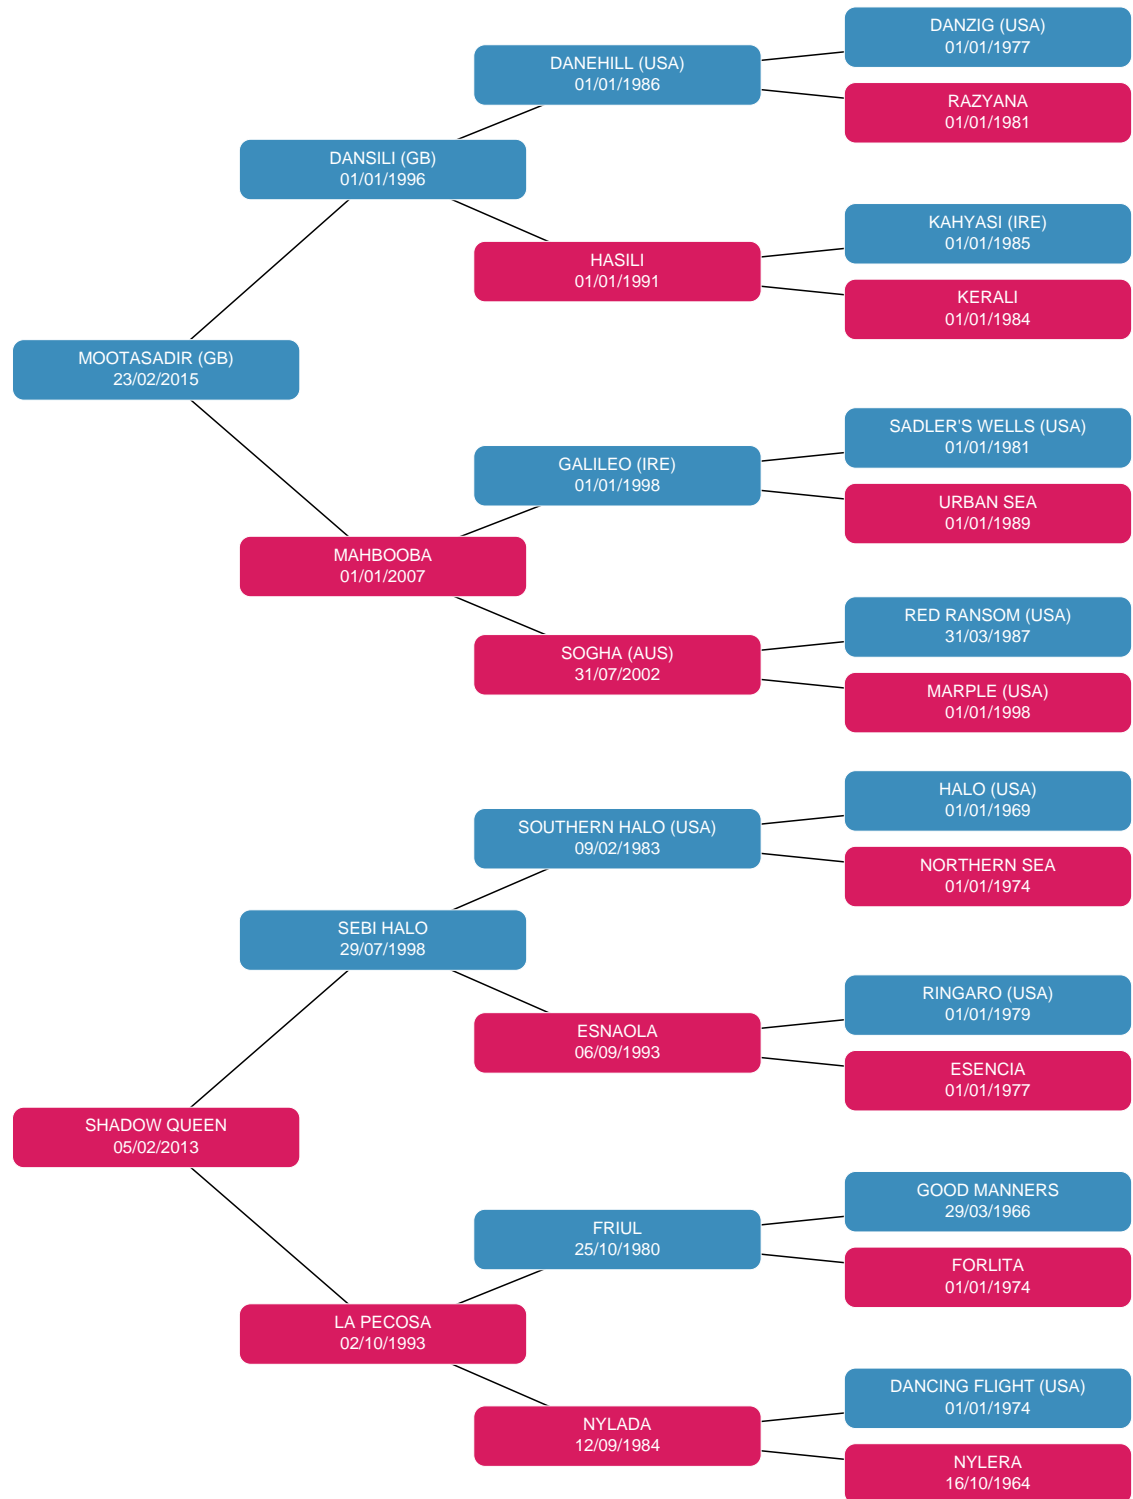 DANZIG (USA)
01/01/1977
DANEHILL (USA)
01/01/1986
RAZYANA
01/01/1981
DANSILI (GB)
01/01/1996
KAHYASI (IRE)
01/01/1985
HASILI
01/01/1991
KERALI
01/01/1984
MOOTASADIR (GB)
23/02/2015
SADLER'S WELLS (USA)
01/01/1981
GALILEO (IRE)
01/01/1998
URBAN SEA
01/01/1989
MAHBOOBA
01/01/2007
RED RANSOM (USA)
31/03/1987
SOGHA (AUS)
31/07/2002
MARPLE (USA)
01/01/1998
HALO (USA)
01/01/1969
SOUTHERN HALO (USA)
09/02/1983
NORTHERN SEA
01/01/1974
SEBI HALO
29/07/1998
RINGARO (USA)
01/01/1979
ESNAOLA
06/09/1993
ESENCIA
01/01/1977
SHADOW QUEEN
05/02/2013
GOOD MANNERS
29/03/1966
FRIUL
25/10/1980
FORLITA
01/01/1974
LA PECOSA
02/10/1993
DANCING FLIGHT (USA)
01/01/1974
NYLADA
12/09/1984
NYLERA
16/10/1964